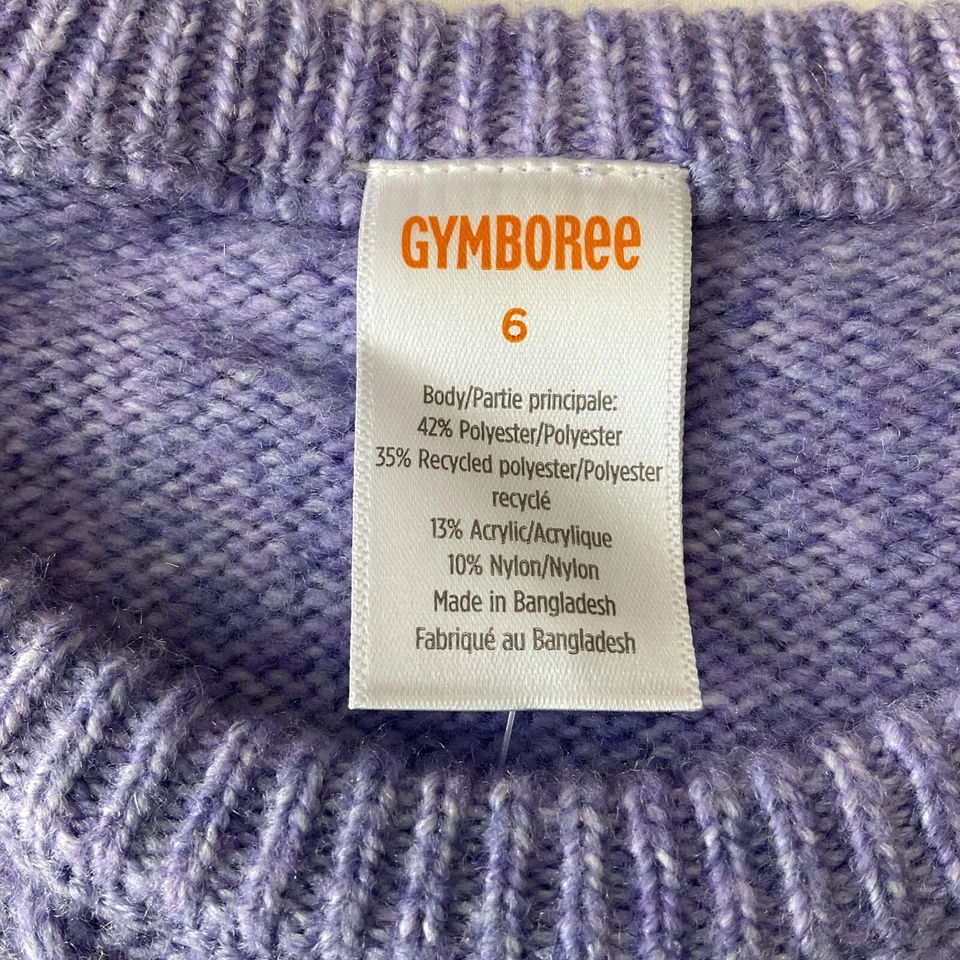 GYMBOREE
6
Body/Partie principale:
42% Polyester/Polyester
35% Recycled polyester/Polyester
recyclé
13% Acrylic/Acrylique
10% Nylon/Nylon
Made in Bangladesh
Fabriqué au Bangladesh